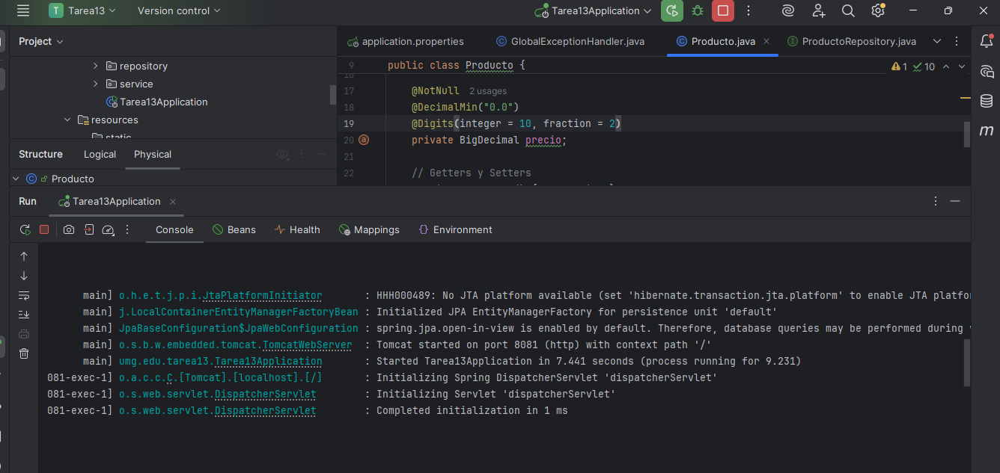 T Tarea13 Version control Tarea13Application
Project
repository
service
Tarea13Application
resources
static
Structure Logical Physical
Producto
application.properties GlobalExceptionHandler.java Producto.java ProductoRepository.java
9 public class Producto { 1 10
16
17 @NotNull 2 usages
18 @DecimalMin("0.0")
19 @Digits(integer = 10, fraction = 2)
20 private BigDecimal precio;
21
22 // Getters y Setters
Run Tarea13Application
Console Beans Health Mappings Environment
main] o.h.e.t.j.p.i.JtaPlatformInitiator : HHH000489: No JTA platform available (set 'hibernate.transaction.jta.platform' to enable JTA platfor
main] j.LocalContainerEntityManagerFactoryBean : Initialized JPA EntityManagerFactory for persistence unit 'default'
main] JpaBaseConfiguration$JpaWebConfiguration : spring.jpa.open-in-view is enabled by default. Therefore, database queries may be performed during
main] o.s.b.w.embedded.tomcat.TomcatWebServer : Tomcat started on port 8081 (http) with context path '/'
main] umg.edu.tarea13.Tarea13Application : Started Tarea13Application in 7.441 seconds (process running for 9.231)
081-exec-1] o.a.c.c.C.[Tomcat].[localhost].[/] : Initializing Spring DispatcherServlet 'dispatcherServlet'
081-exec-1] o.s.web.servlet.DispatcherServlet : Initializing Servlet 'dispatcherServlet'
081-exec-1] o.s.web.servlet.DispatcherServlet : Completed initialization in 1 ms